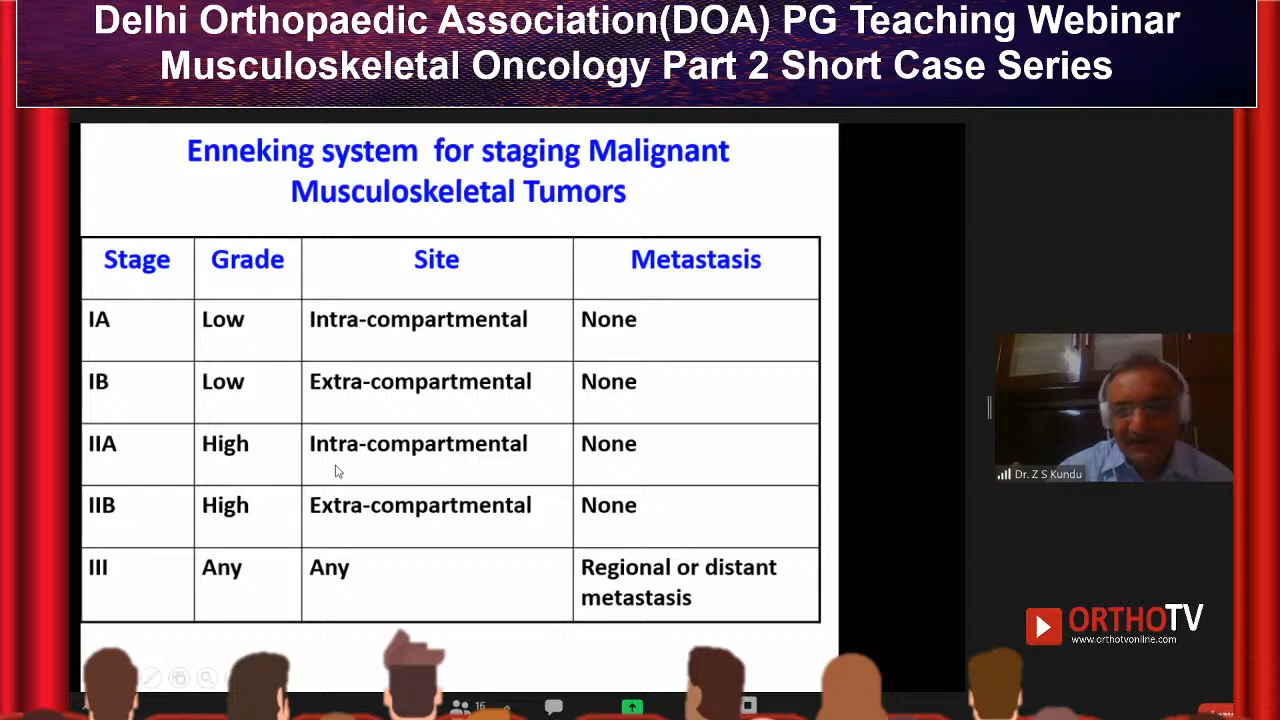 Delhi Orthopaedic Association(DOA) PG Teaching Webinar
Musculoskeletal Oncology Part 2 Short Case Series
Enneking system for staging Malignant
Musculoskeletal Tumors
Stage Grade Site Metastasis
IA Low Intra-compartmental None
IB Low Extra-compartmental None
IIA High Intra-compartmental None
IIB High Extra-compartmental None
III Any Any Regional or distant
metastasis
Dr. Z S Kundu
ORTHOTV
www.orthotvonline.com
16